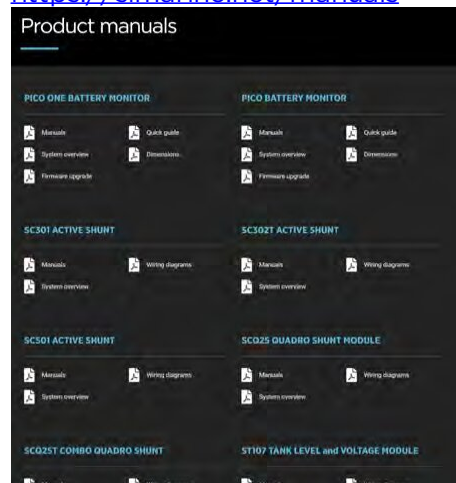 Product manuals
PICO ONE BATTERY MONITOR
Manuals
Quick guide
System overview
Dimensions
Firmware upgrade
PICO BATTERY MONITOR
Manuals
Quick guide
System overview
Dimensions
Firmware upgrade
SC301 ACTIVE SHUNT
Manuals
Wiring diagrams
System overview
SC302T ACTIVE SHUNT
Manuals
Wiring diagrams
System overview
SC501 ACTIVE SHUNT
Manuals
Wiring diagrams
System overview
SCQ25 QUADRO SHUNT MODULE
Manuals
Wiring diagrams
System overview
SCQ25T COMBO QUADRO SHUNT
ST107 TANK LEVEL and VOLTAGE MODULE